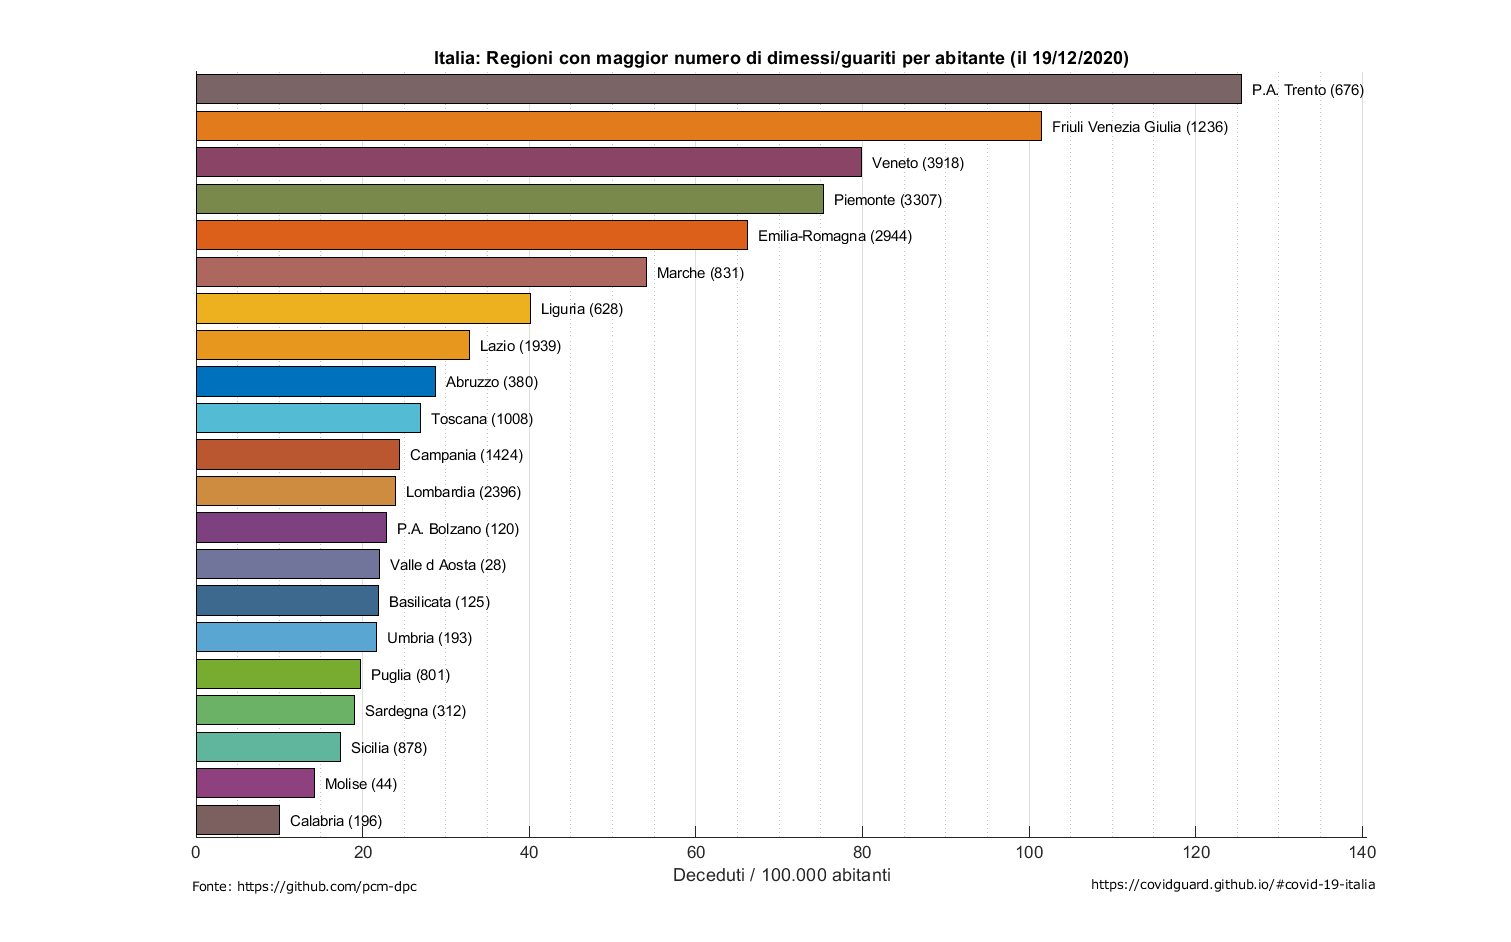 Italia: Regioni con maggior numero di dimessi/guariti per abitante (il 19/12/2020)
P.A. Trento (676)
Friuli Venezia Giulia (1236)
Veneto (3918)
Piemonte (3307)
Emilia-Romagna (2944)
Marche (831)
Liguria (628)
Lazio (1939)
Abruzzo (380)
Toscana (1008)
Campania (1424)
Lombardia (2396)
P.A. Bolzano (120)
Valle d Aosta (28)
Basilicata (125)
Umbria (193)
Puglia (801)
Sardegna (312)
Sicilia (878)
Molise (44)
Calabria (196)
0 20 40 60 80 100 120 140
Deceduti / 100.000 abitanti
Fonte: https://github.com/pcm-dpc
https://covidguard.github.io/#covid-19-italia